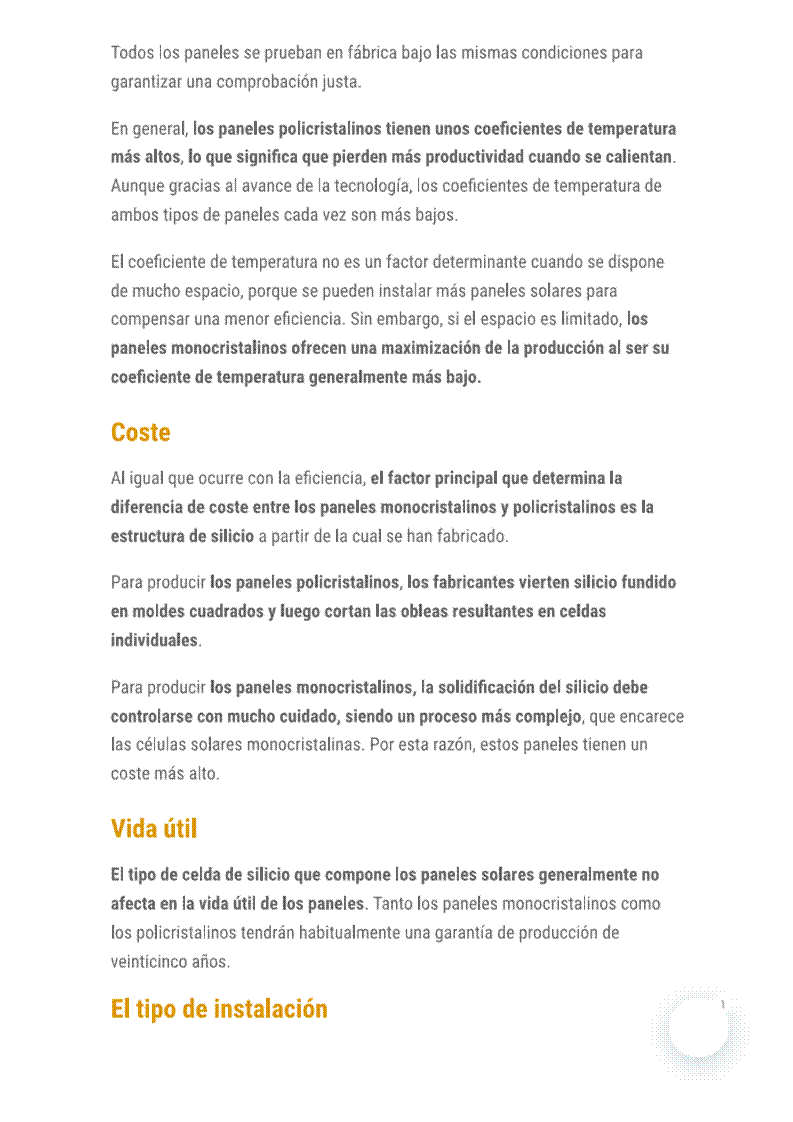 Todos los paneles se prueban en fábrica bajo las mismas condiciones para
garantizar una comprobación justa.
En general, los paneles policristalinos tienen unos coeficientes de temperatura
más altos, lo que significa que pierden más productividad cuando se calientan.
Aunque gracias al avance de la tecnología, los coeficientes de temperatura de
ambos tipos de paneles cada vez son más bajos.
El coeficiente de temperatura no es un factor determinante cuando se dispone
de mucho espacio, porque se pueden instalar más paneles solares para
compensar una menor eficiencia. Sin embargo, si el espacio es limitado, los
paneles monocristalinos ofrecen una maximización de la producción al ser su
coeficiente de temperatura generalmente más bajo.
Coste
Al igual que ocurre con la eficiencia, el factor principal que determina la
diferencia de coste entre los paneles monocristalinos y policristalinos es la
estructura de silicio a partir de la cual se han fabricado.
Para producir los paneles policristalinos, los fabricantes vierten silicio fundido
en moldes cuadrados y luego cortan las obleas resultantes en celdas
individuales.
Para producir los paneles monocristalinos, la solidificación del silicio debe
controlarse con mucho cuidado, siendo un proceso más complejo, que encarece
las células solares monocristalinas. Por esta razón, estos paneles tienen un
coste más alto.
Vida útil
El tipo de celda de silicio que compone los paneles solares generalmente no
afecta en la vida útil de los paneles. Tanto los paneles monocristalinos como
los policristalinos tendrán habitualmente una garantía de producción de
veinticinco años.
El tipo de instalación
1